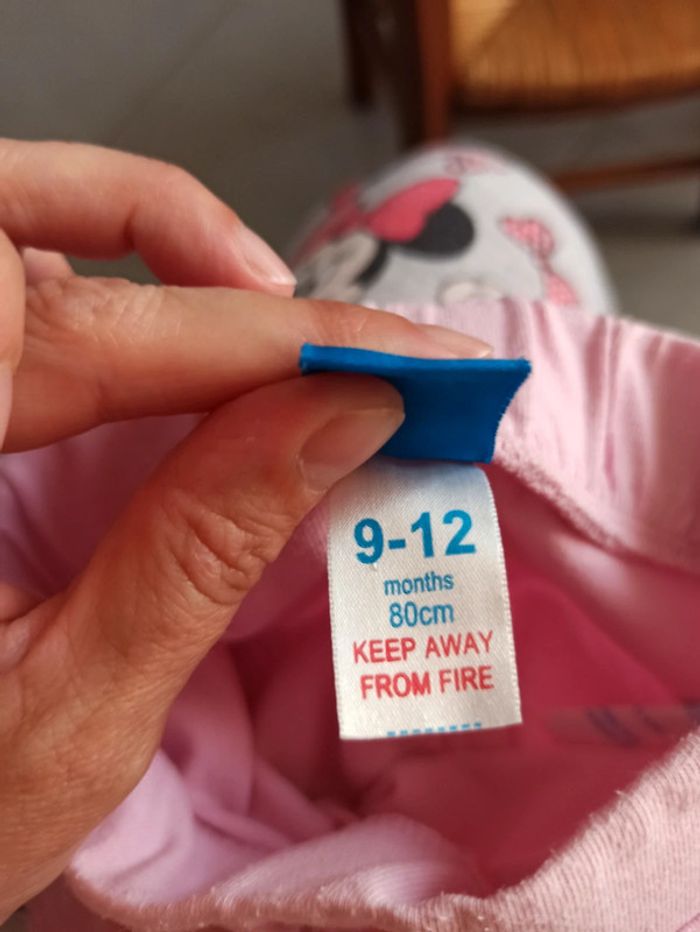 9-12
months
80cm
KEEP AWAY
FROM FIRE